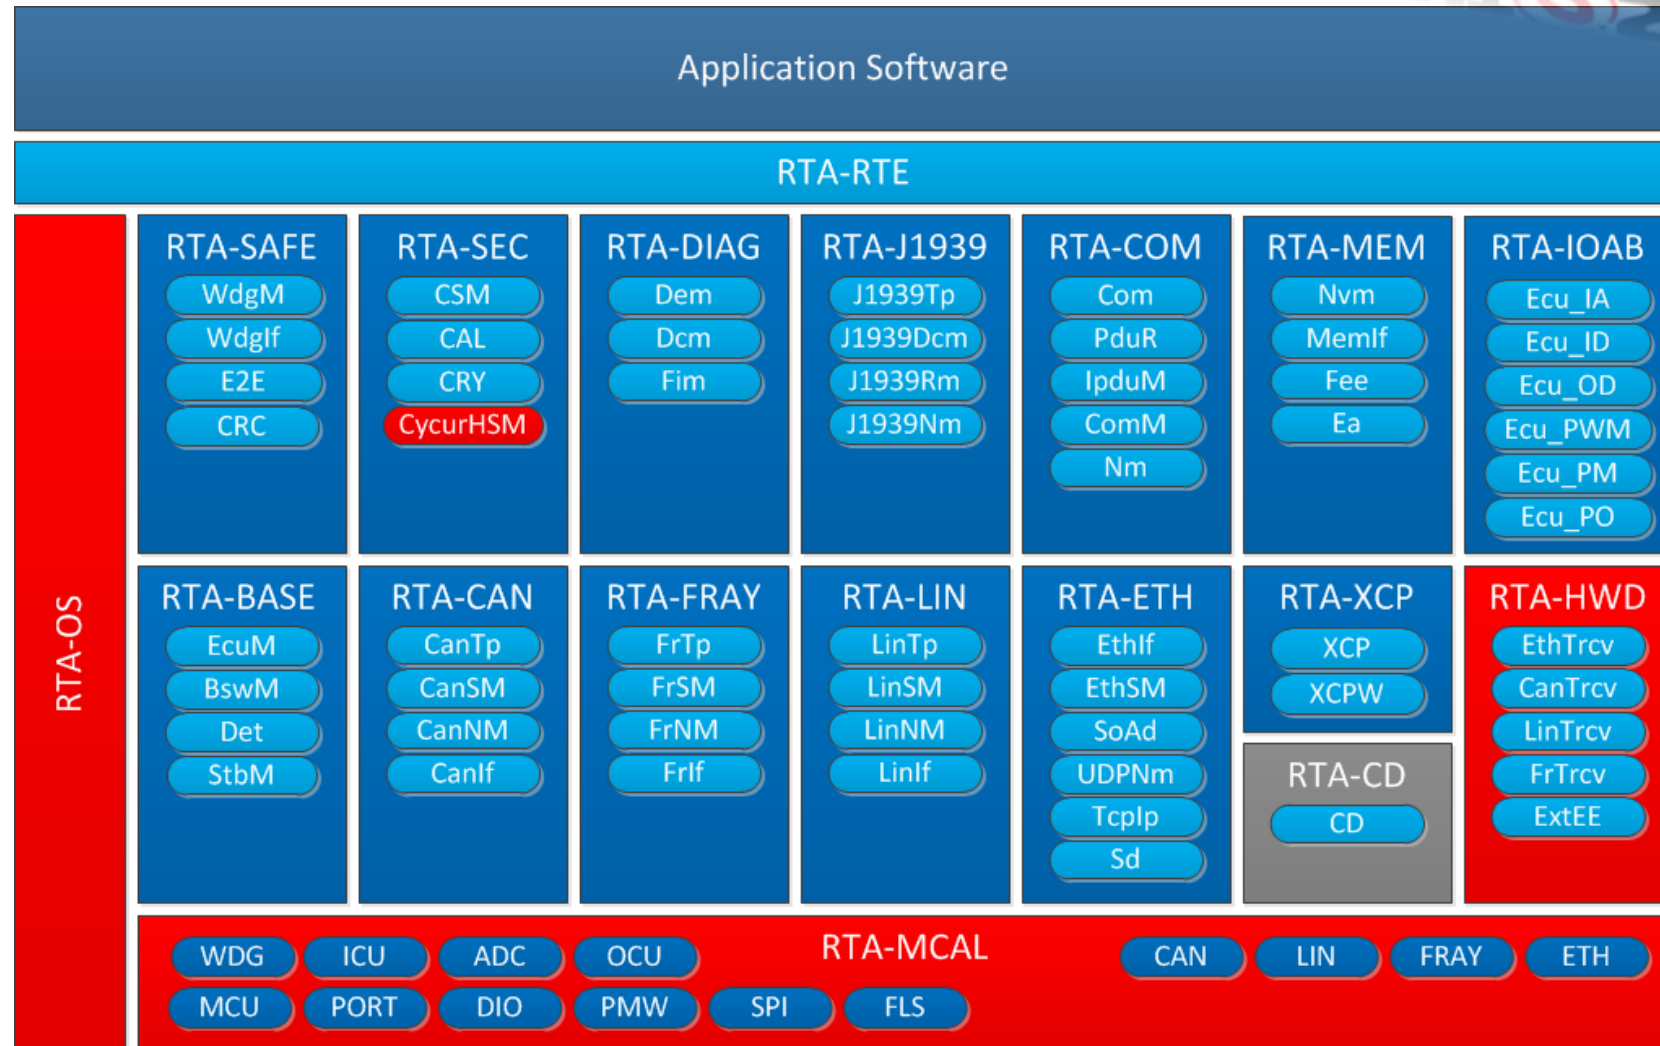 Application Software
RTA-RTE
RTA-OS
RTA-SAFE
WdgM
WdgIf
E2E
CRC
RTA-SEC
CSM
CAL
CRY
CycurHSM
RTA-DIAG
Dem
Dcm
Fim
RTA-J1939
J1939Tp
J1939Dcm
J1939Rm
J1939Nm
RTA-COM
Com
PduR
IpduM
ComM
Nm
RTA-MEM
Nvm
MemIf
Fee
Ea
RTA-IOAB
Ecu_IA
Ecu_ID
Ecu_OD
Ecu_PWM
Ecu_PM
Ecu_PO
RTA-BASE
EcuM
BswM
Det
StbM
RTA-CAN
CanTp
CanSM
CanNM
CanIf
RTA-FRAY
FrTp
FrSM
FrNM
FrIf
RTA-LIN
LinTp
LinSM
LinNM
LinIf
RTA-ETH
EthIf
EthSM
SoAd
UDPNm
TcpIp
Sd
RTA-XCP
XCP
XCPW
RTA-CD
CD
RTA-HWD
EthTrcv
CanTrcv
LinTrcv
FrTrcv
ExtEE
RTA-MCAL
WDG ICU ADC OCU CAN LIN FRAY ETH
MCU PORT DIO PMW SPI FLS